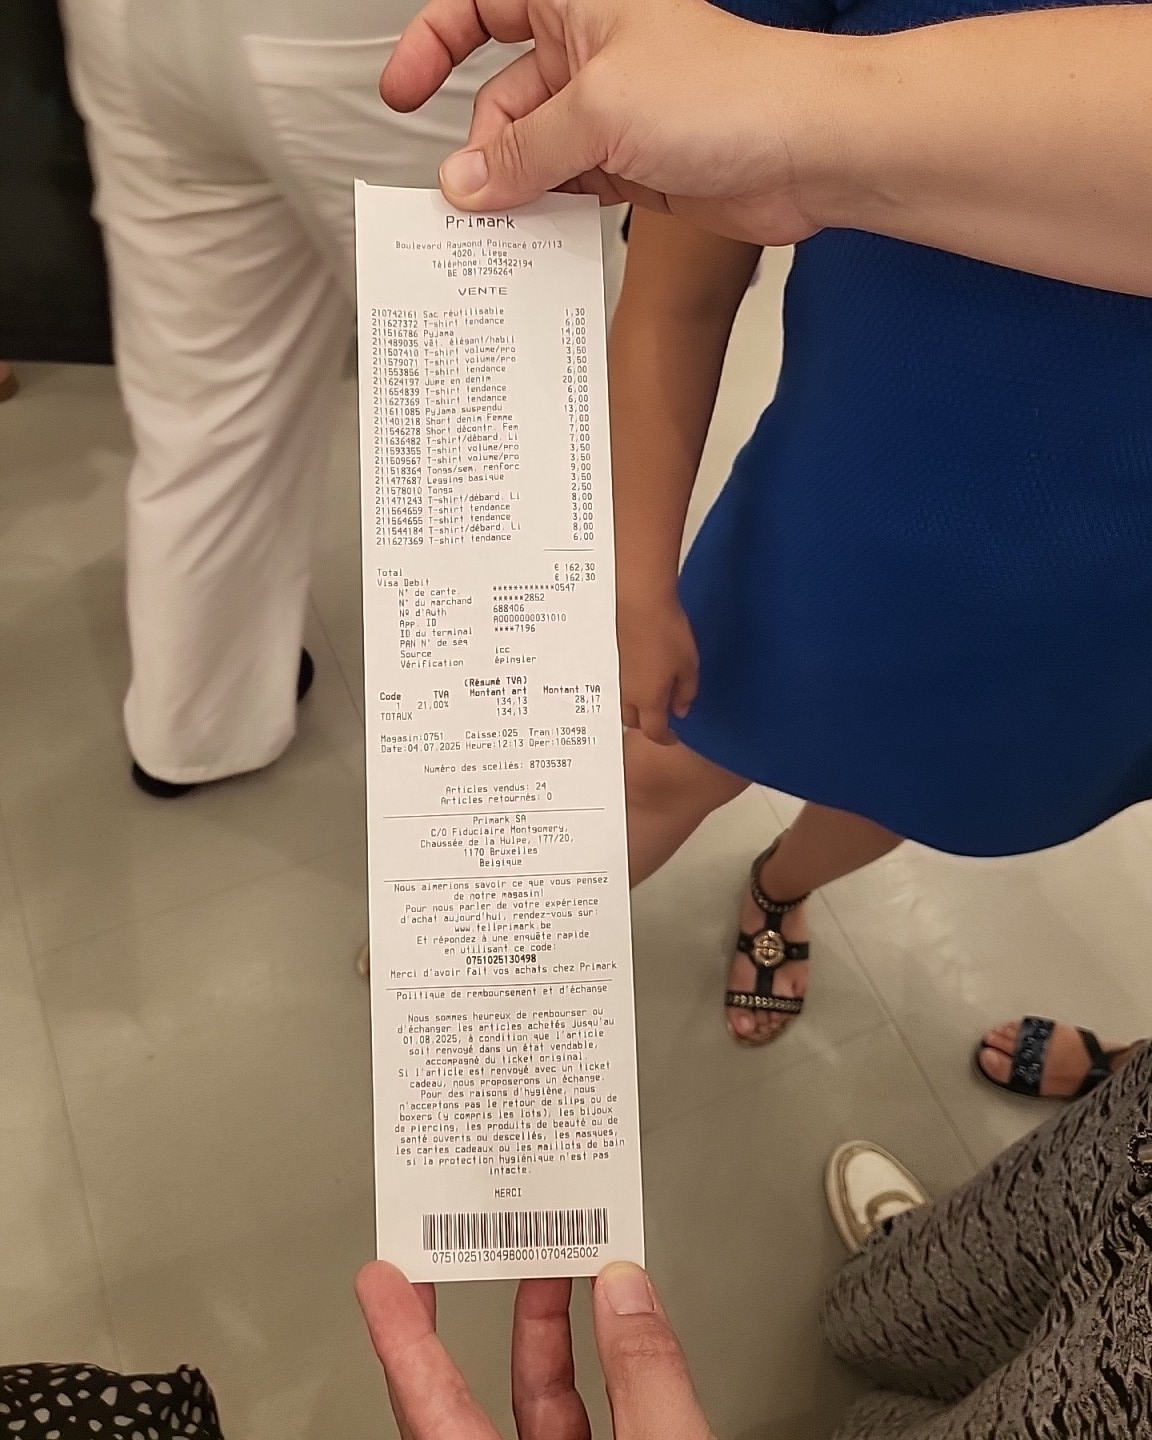 Primark
Boulevard Raymond Poincaré 07/113
4020, Liege
Téléphone: 043422194
BE 0817296264
VENTE
210742161 Sac réutilisable 1,30
211627372 T-shirt tendance 6,00
211516786 Pyjama 14,00
211489035 vêt. élégant/habil 12,00
211507410 T-shirt volume/pro 3,50
211579071 T-shirt volume/pro 3,50
211553856 T-shirt tendance 6,00
211624197 Jupe en denim 20,00
211654839 T-shirt tendance 6,00
211627369 T-shirt tendance 6,00
211611085 Pyjama suspendu 13,00
211401218 Short denim Femme 7,00
211546278 Short décontr. Fem 7,00
211636482 T-shirt/débard. Li 7,00
211593355 T-shirt volume/pro 3,50
211509567 T-shirt volume/pro 3,50
211518364 Tongs/sem. renforc 9,00
211477687 Legging basique 3,50
211578010 Tongs 2,50
211471243 T-shirt/débard. Li 8,00
211564659 T-shirt tendance 3,00
211564655 T-shirt tendance 3,00
211544184 T-shirt/débard. Li 8,00
211627369 T-shirt tendance 6,00
Total € 162,30
Visa Debit € 162,30
N° de carte ************0547
N° du marchand ******2852
Nº d'Auth 688406
App. ID A0000000031010
ID du terminal ****7196
PAN N° de séq
Source icc
Vérification épingler
(Résumé TVA)
Code TVA Montant art Montant TVA
1 21,00% 134,13 28,17
TOTAUX 134,13 28,17
Magasin:0751 Caisse:025 Tran:130498
Date:04.07.2025 Heure:12:13 Oper:10658911
Numéro des scellés: 87035387
Articles vendus: 24
Articles retournés: 0
Primark SA
C/O Fiduciaire Montgomery,
Chaussée de la Hulpe, 177/20,
1170 Bruxelles
Belgique
Nous aimerions savoir ce que vous pensez
de notre magasin!
Pour nous parler de votre expérience
d'achat aujourd'hui, rendez-vous sur:
www.tellprimark.be
Et répondez à une enquête rapide
en utilisant ce code:
0751025130498
Merci d'avoir fait vos achats chez Primark
Politique de remboursement et d'échange
Nous sommes heureux de rembourser ou
d'échanger les articles achetés jusqu'au
01.08.2025, à condition que l'article
soit renvoyé dans un état vendable,
accompagné du ticket original.
Si l'article est renvoyé avec un ticket
cadeau, nous proposerons un échange.
Pour des raisons d'hygiène, nous
n'acceptons pas le retour de slips ou de
boxers (y compris les lots), les bijoux
de piercing, les produits de beauté ou de
santé ouverts ou descellés, les masques,
les cartes cadeaux ou les maillots de bain
si la protection hygiénique n'est pas
intacte.
MERCI
07510251304980001070425002